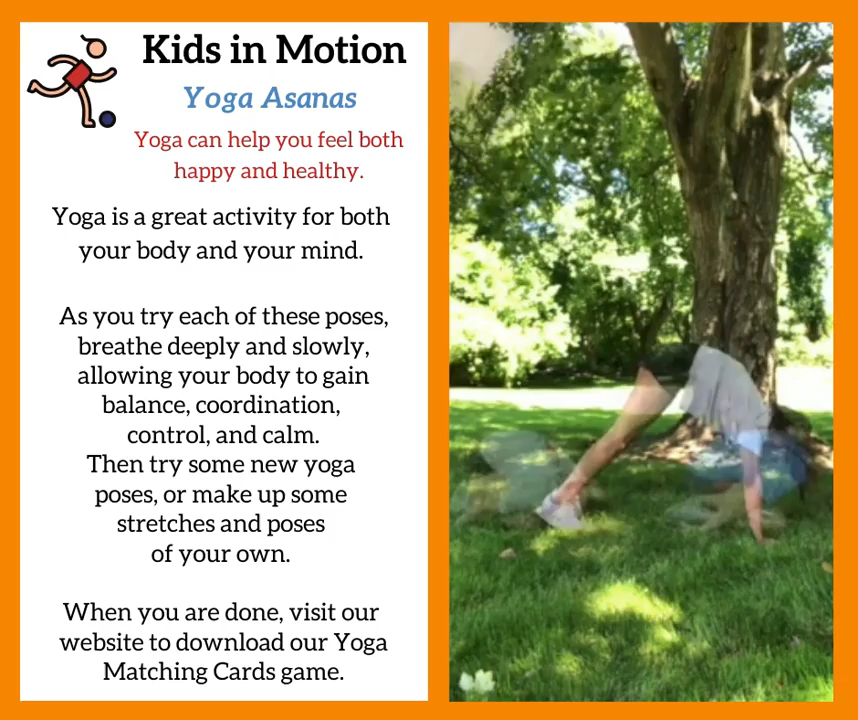 Kids in Motion
Yoga Asanas
Yoga can help you feel both
happy and healthy.
Yoga is a great activity for both
your body and your mind.
As you try each of these poses,
breathe deeply and slowly,
allowing your body to gain
balance, coordination,
control, and calm.
Then try some new yoga
poses, or make up some
stretches and poses
of your own.
When you are done, visit our
website to download our Yoga
Matching Cards game.